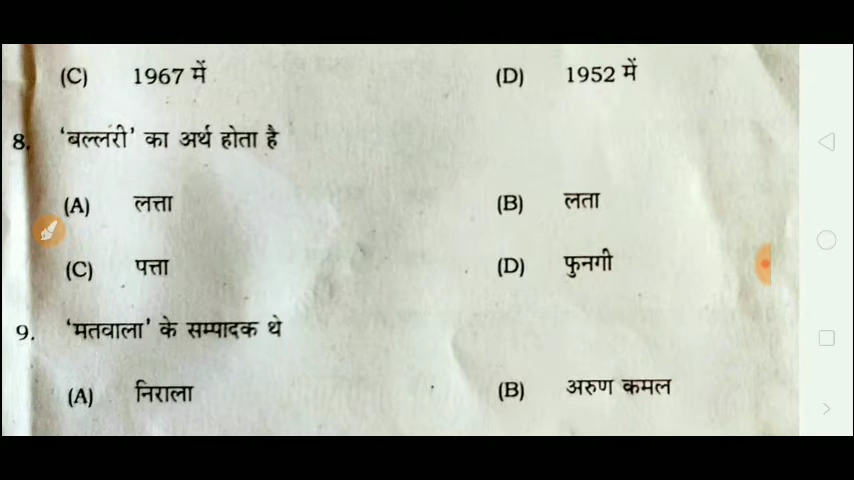 (C) 1967 में (D) 1952 में
8. 'बल्लरी' का अर्थ होता है
(A) लत्ता (B) लता
(C) पत्ता (D) फुनगी
9. 'मतवाला' के सम्पादक थे
(A) निराला (B) अरुण कमल